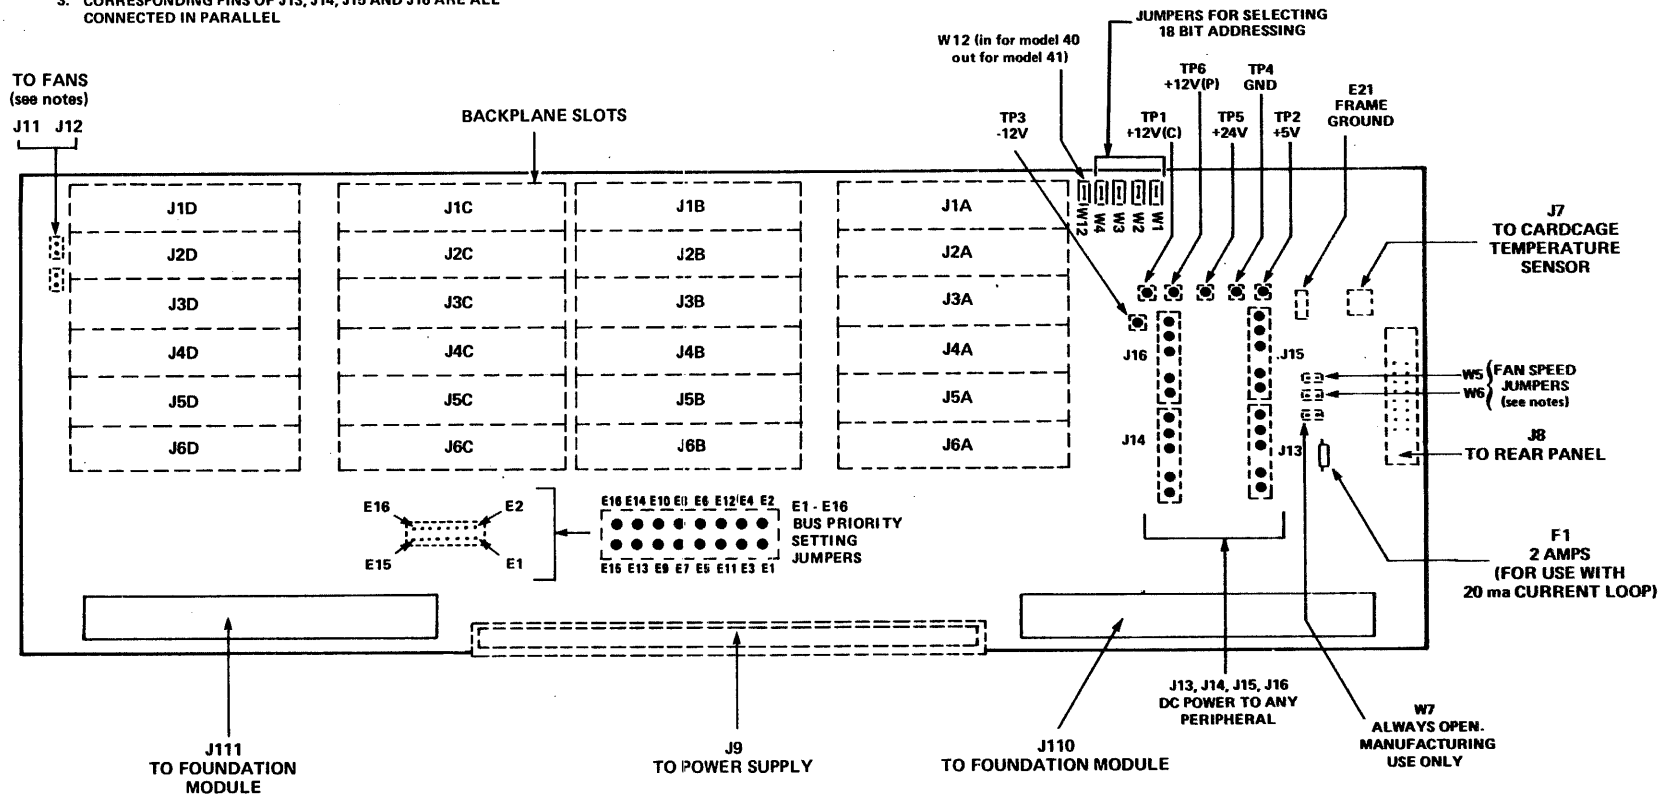 3. CORRESPONDING PINS OF J13, J14, J15 AND J16 ARE ALL
CONNECTED IN PARALLEL
JUMPERS FOR SELECTING
18 BIT ADDRESSING
W12 (in for model 40
out for model 41)
TO FANS
(see notes)
J11 J12
BACKPLANE SLOTS
TP3
-12V
TP1
+12V(C)
TP6
+12V(P)
TP5
+24V
TP4
GND
TP2
+5V
E21
FRAME
GROUND
J1D J1C J1B J1A
J2D J2C J2B J2A
J3D J3C J3B J3A
J4D J4C J4B J4A
J5D J5C J5B J5A
J6D J6C J6B J6A
W12 W4 W3 W2 W1
J7
TO CARDCAGE
TEMPERATURE
SENSOR
J16
J15
J14
J13
W5
W6
FAN SPEED
JUMPERS
(see notes)
J8
TO REAR PANEL
E16 E2
E15 E1
E16 E14 E10 E8 E6 E12 E4 E2
E15 E13 E9 E7 E5 E11 E3 E1
E1 - E16
BUS PRIORITY
SETTING
JUMPERS
F1
2 AMPS
(FOR USE WITH
20 ma CURRENT LOOP)
J13, J14, J15, J16
DC POWER TO ANY
PERIPHERAL
W7
ALWAYS OPEN.
MANUFACTURING
USE ONLY
J111
TO FOUNDATION
MODULE
J9
TO POWER SUPPLY
J110
TO FOUNDATION MODULE